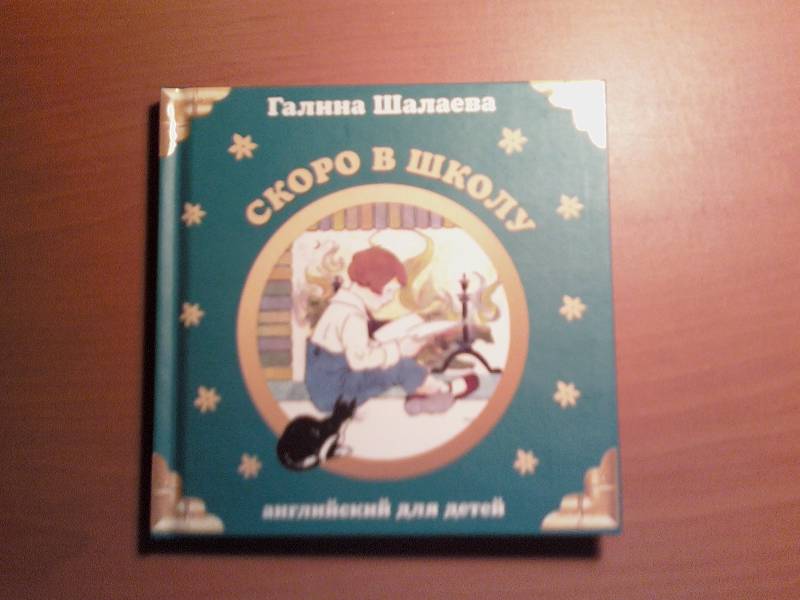 Галина Шалаева
СКОРО В ШКОЛУ
английский для детей